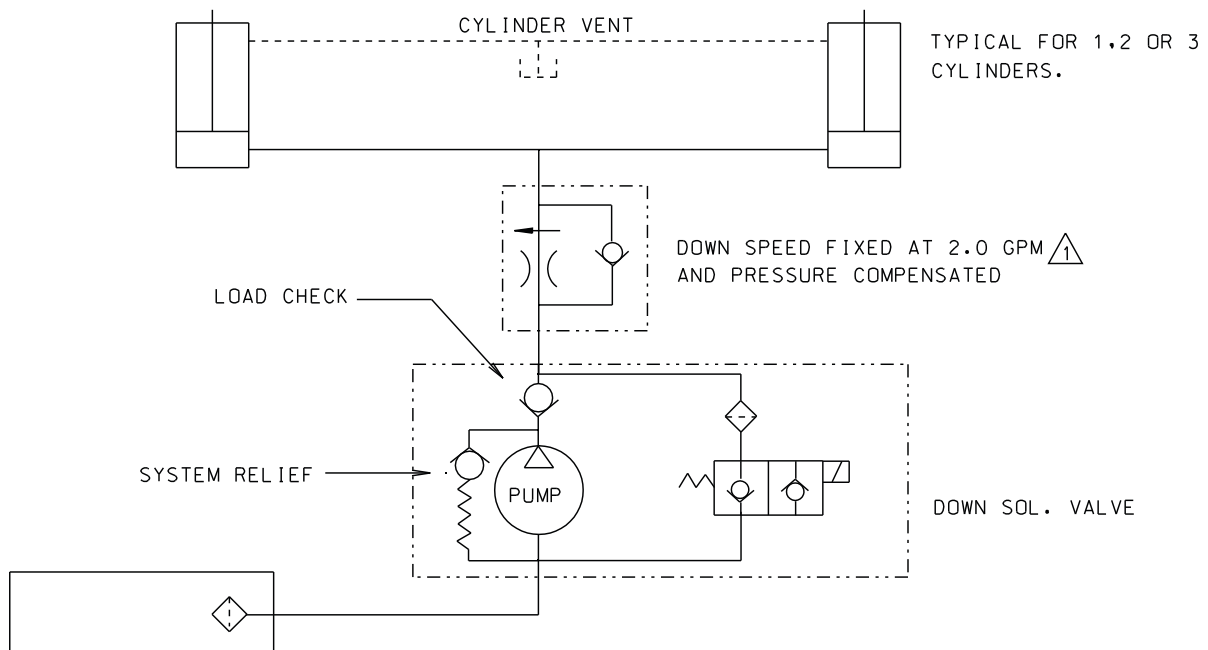 CYLINDER VENT
TYPICAL FOR 1,2 OR 3
CYLINDERS.
DOWN SPEED FIXED AT 2.0 GPM 1
AND PRESSURE COMPENSATED
LOAD CHECK
SYSTEM RELIEF
PUMP
DOWN SOL. VALVE